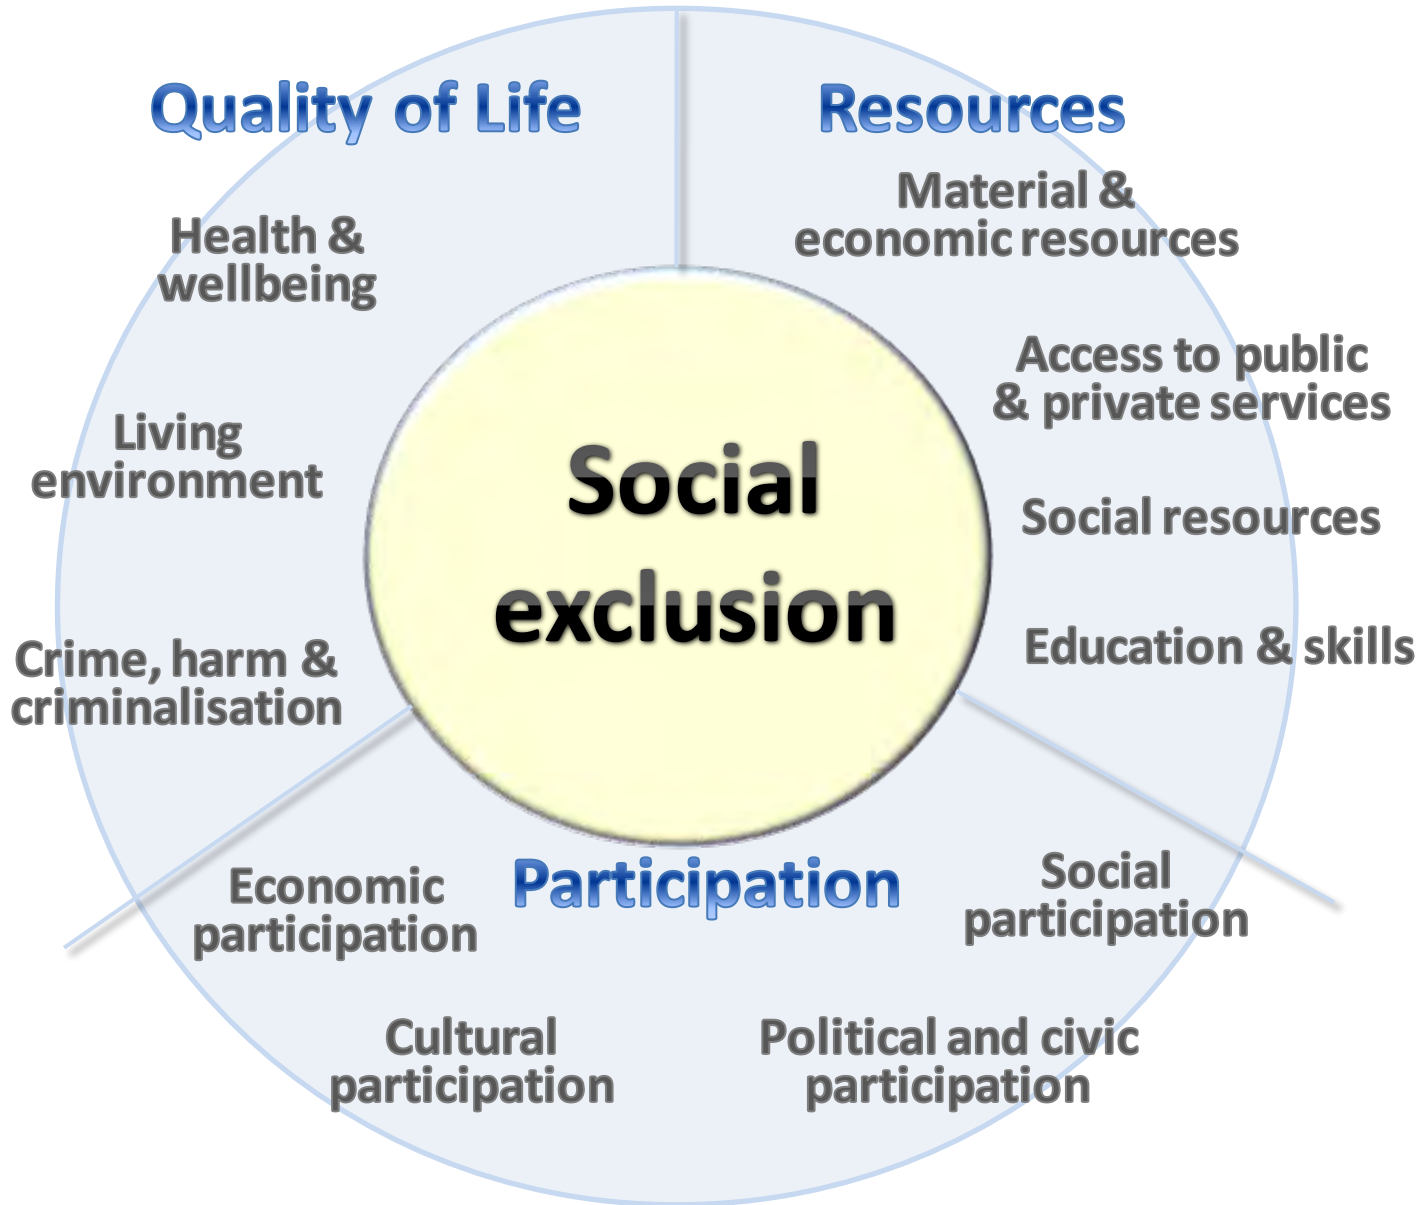 Quality of Life
Health &
wellbeing
Living
environment
Crime, harm &
criminalisation
Resources
Material &
economic resources
Access to public
& private services
Social resources
Education & skills
Social
exclusion
Participation
Economic
participation
Cultural
participation
Political and civic
participation
Social
participation